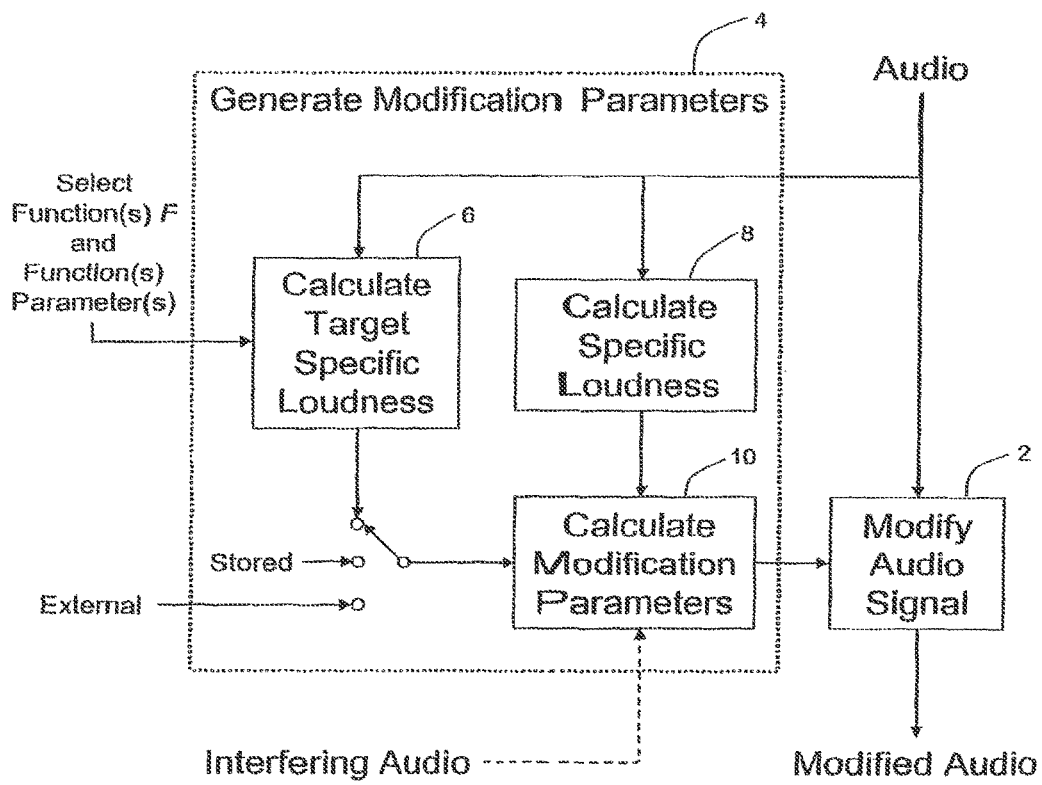 4
Audio
Generate Modification Parameters
Select
Function(s) F
and
Function(s)
Parameter(s)
6
Calculate
Target
Specific
Loudness
8
Calculate
Specific
Loudness
10
Calculate
Modification
Parameters
2
Modify
Audio
Signal
Stored
External
Interfering Audio
Modified Audio